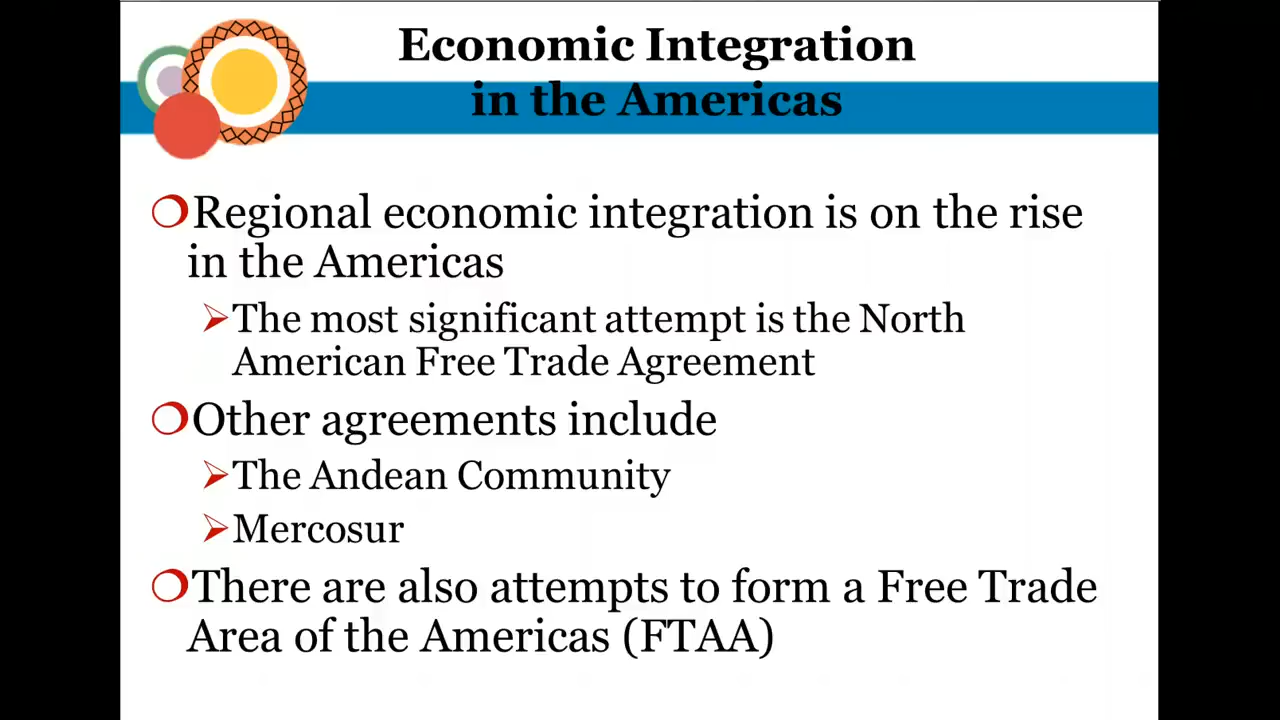 Economic Integration
in the Americas
Regional economic integration is on the rise
in the Americas
The most significant attempt is the North
American Free Trade Agreement
Other agreements include
The Andean Community
Mercosur
There are also attempts to form a Free Trade
Area of the Americas (FTAA)